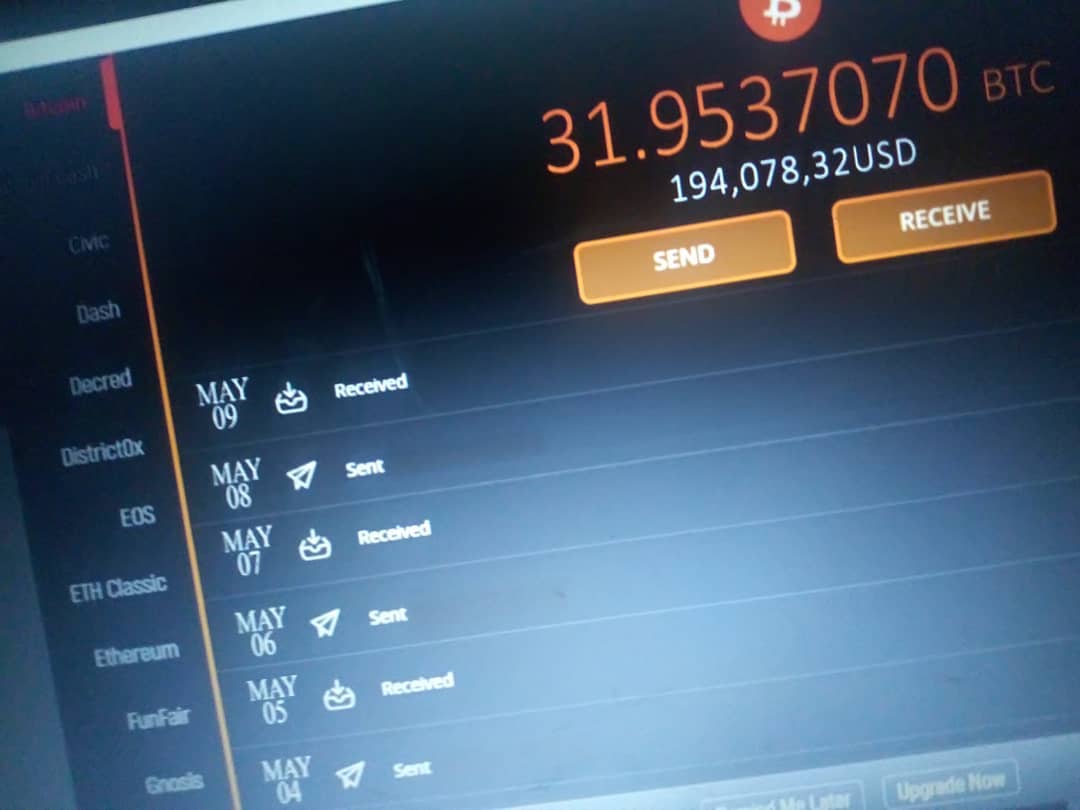 Bitcoin
31.9537070 BTC
194,078,32USD
SEND
RECEIVE
Cash
Civic
Dash
Decred
District0x
EOS
ETH Classic
Ethereum
FunFair
Gnosis
MAY
09
Received
MAY
08
Sent
MAY
07
Received
MAY
06
Sent
MAY
05
Received
MAY
04
Sent
Me Later
Upgrade Now